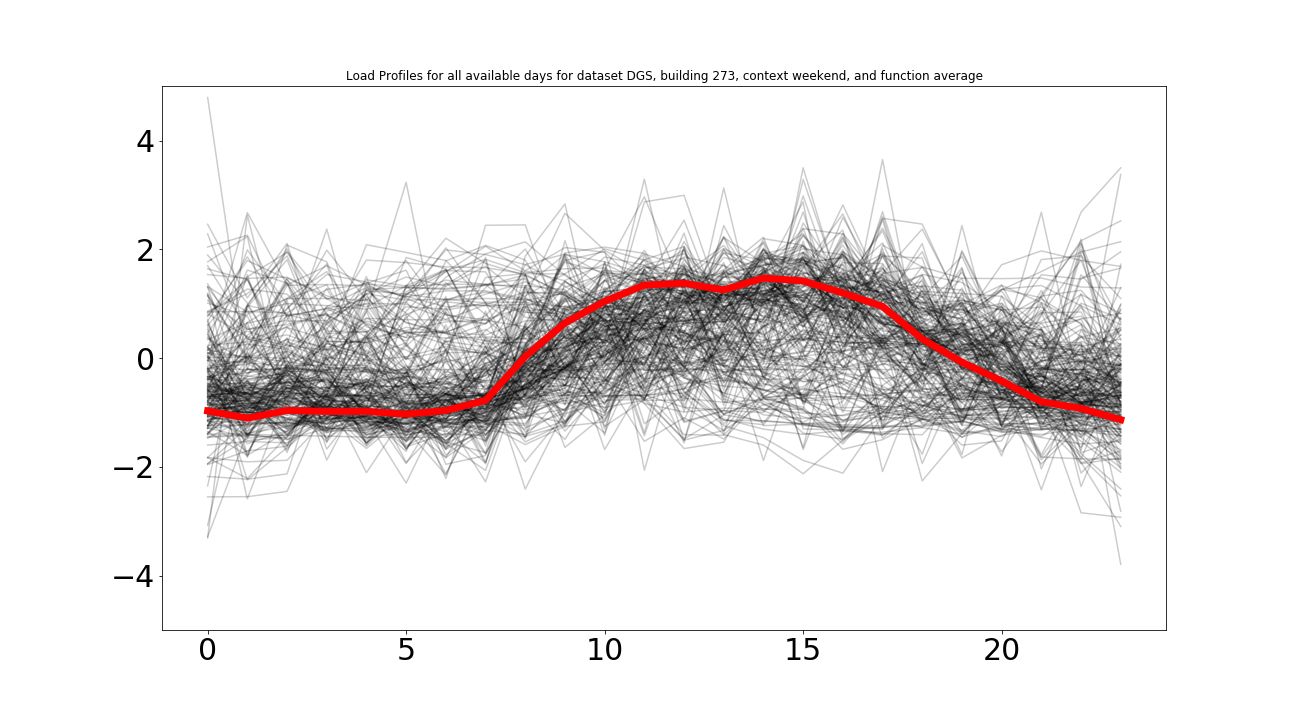 Load Profiles for all available days for dataset DGS, building 273, context weekend, and function average
4
2
0
−2
−4
0 5 10 15 20